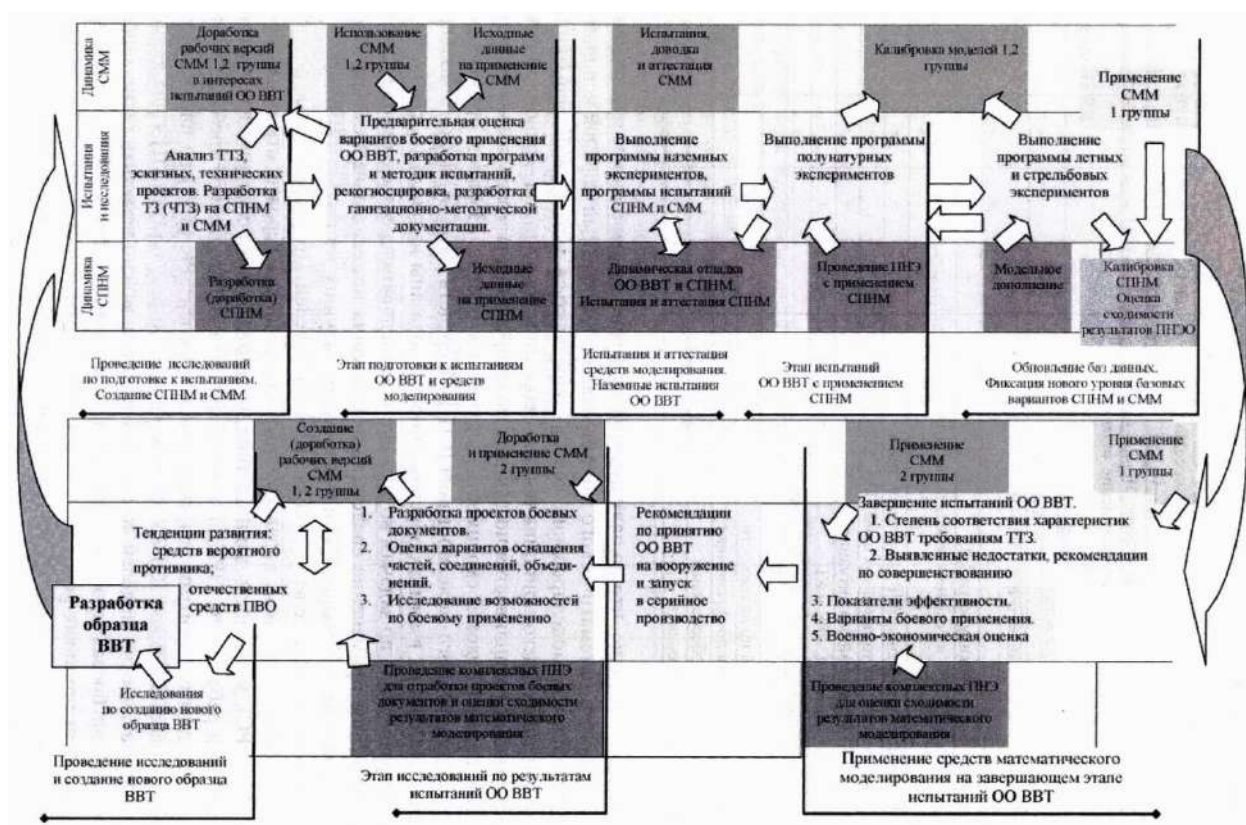 Динамика
СММ
Доработка
рабочих версий
СММ 1,2 группы
в интересах
испытаний ОО ВВТ
Использование
СММ
1,2 группы
Исходные
данные
на применение
СММ
Испытания,
доводка
и аттестация
СММ
Калибровка моделей 1,2
группы
Применение
СММ
1 группы
Испытания
и исследования
Анализ ТТЗ,
эскизных, технических
проектов. Разработка
ТЗ (ЧТЗ) на СПНМ
и СММ
Предварительная оценка
вариантов боевого применения
ОО ВВТ, разработка программ
и методик испытаний,
рекогносцировка, разработка
ганизационно-методической
документации.
Выполнение
программы наземных
экспериментов,
программы испытаний
СПНМ и СММ
Выполнение программы
полунатурных
экспериментов
Выполнение
программы летных
и стрельбовых
экспериментов
Динамика
СПНМ
Разработка
(доработка)
СПНМ
Исходные
данные
на применение
СПНМ
Динамическая отладка
ОО ВВТ и СПНМ.
Испытания и аттестация СПНМ
Проведение ПНЭ
с применением
СПНМ
Модельное
дополнение
Калибровка
СПНМ
Оценка
сходимости
результатов ПНЭО
Проведение исследований
по подготовке к испытаниям.
Создание СПНМ и СММ
Этап подготовки к испытаниям
ОО ВВТ и средств
моделирования
Испытания и аттестация
средств моделирования.
Наземные испытания
ОО ВВТ
Этап испытаний
ОО ВВТ с применением
СПНМ
Обновление баз данных.
Фиксация нового уровня базовых
вариантов СПНМ и СММ
Создание
(доработка)
рабочих версий
СММ
1, 2 группы
Доработка
и применение СММ
2 группы
Применение
СММ
2 группы
Применение
СММ
1 группы
Тенденции развития:
средств вероятного
противника;
отечественных
средств ПВО
Разработка
образца
ВВТ
Исследования
по созданию нового
образца ВВТ
1. Разработка проектов боевых
документов.
2. Оценка вариантов оснащения
частей, соединений, объеди-
нений.
3. Исследование возможностей
по боевому применению
Рекомендации
по принятию
ОО ВВТ
на вооружение
и запуск
в серийное
производство
Завершение испытаний ОО ВВТ.
1. Степень соответствия характеристик
ОО ВВТ требованиям ТТЗ.
2. Выявленные недостатки, рекомендации
по совершенствованию
3. Показатели эффективности.
4. Варианты боевого применения.
5. Военно-экономическая оценка
Проведение комплексных ПНЭ
для отработки проектов боевых
документов и оценки сходимости
результатов математического
моделирования
Проведение комплексных ПНЭ
для оценки сходимости
результатов математического
моделирования
Проведение исследований
и создание нового образца
ВВТ
Этап исследований по результатам
испытаний ОО ВВТ
Применение средств математического
моделирования на завершающем этапе
испытаний ОО ВВТ